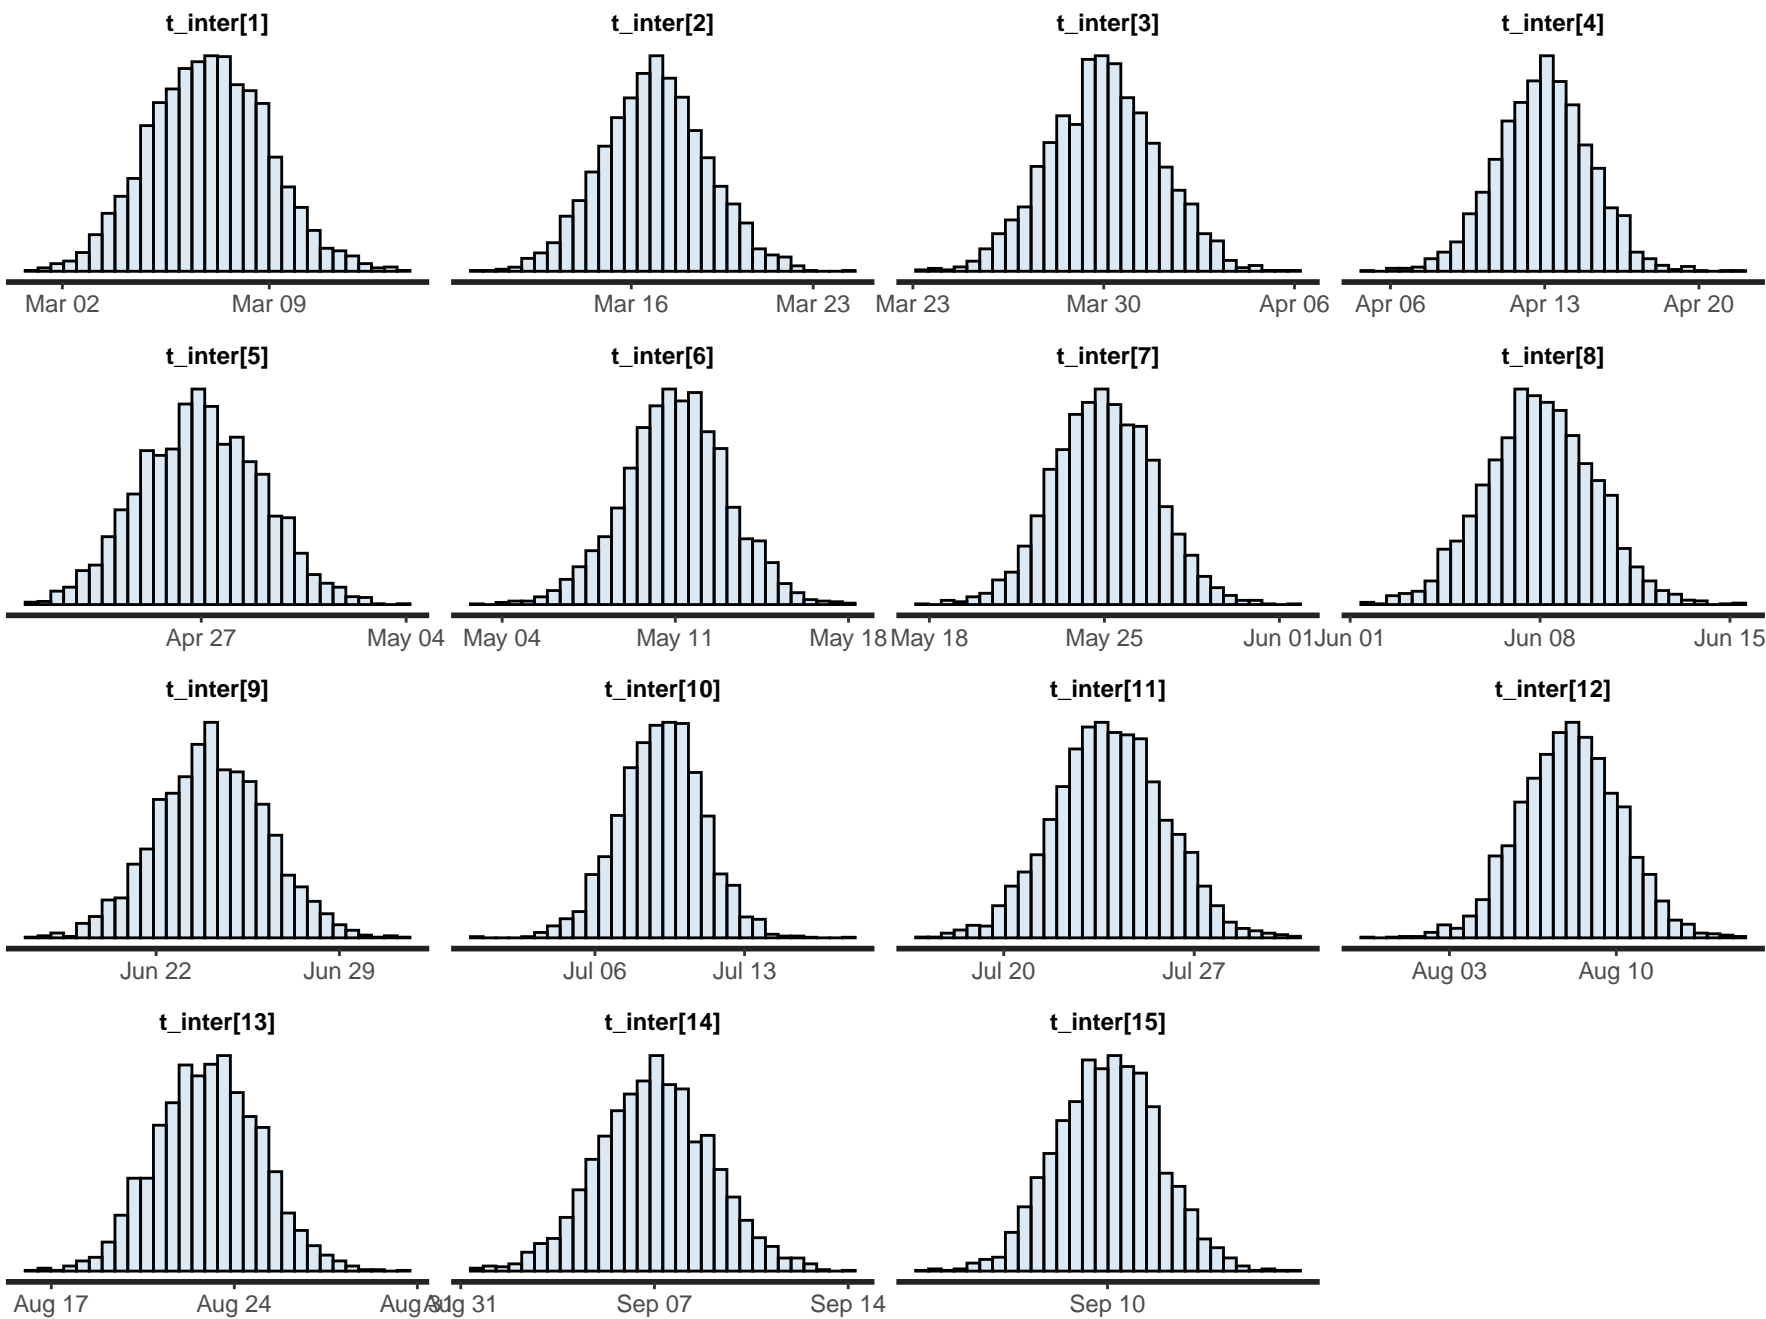 t_inter[1] t_inter[2] t_inter[3] t_inter[4]
Mar 02 Mar 09 Mar 16 Mar 23 Mar 23 Mar 30 Apr 06 Apr 06 Apr 13 Apr 20
t_inter[5] t_inter[6] t_inter[7] t_inter[8]
Apr 27 May 04 May 04 May 11 May 18 May 18 May 25 Jun 01 Jun 01 Jun 08 Jun 15
t_inter[9] t_inter[10] t_inter[11] t_inter[12]
Jun 22 Jun 29 Jul 06 Jul 13 Jul 20 Jul 27 Aug 03 Aug 10
t_inter[13] t_inter[14] t_inter[15]
Aug 17 Aug 24 Aug 31 Aug 31 Sep 07 Sep 14 Sep 10